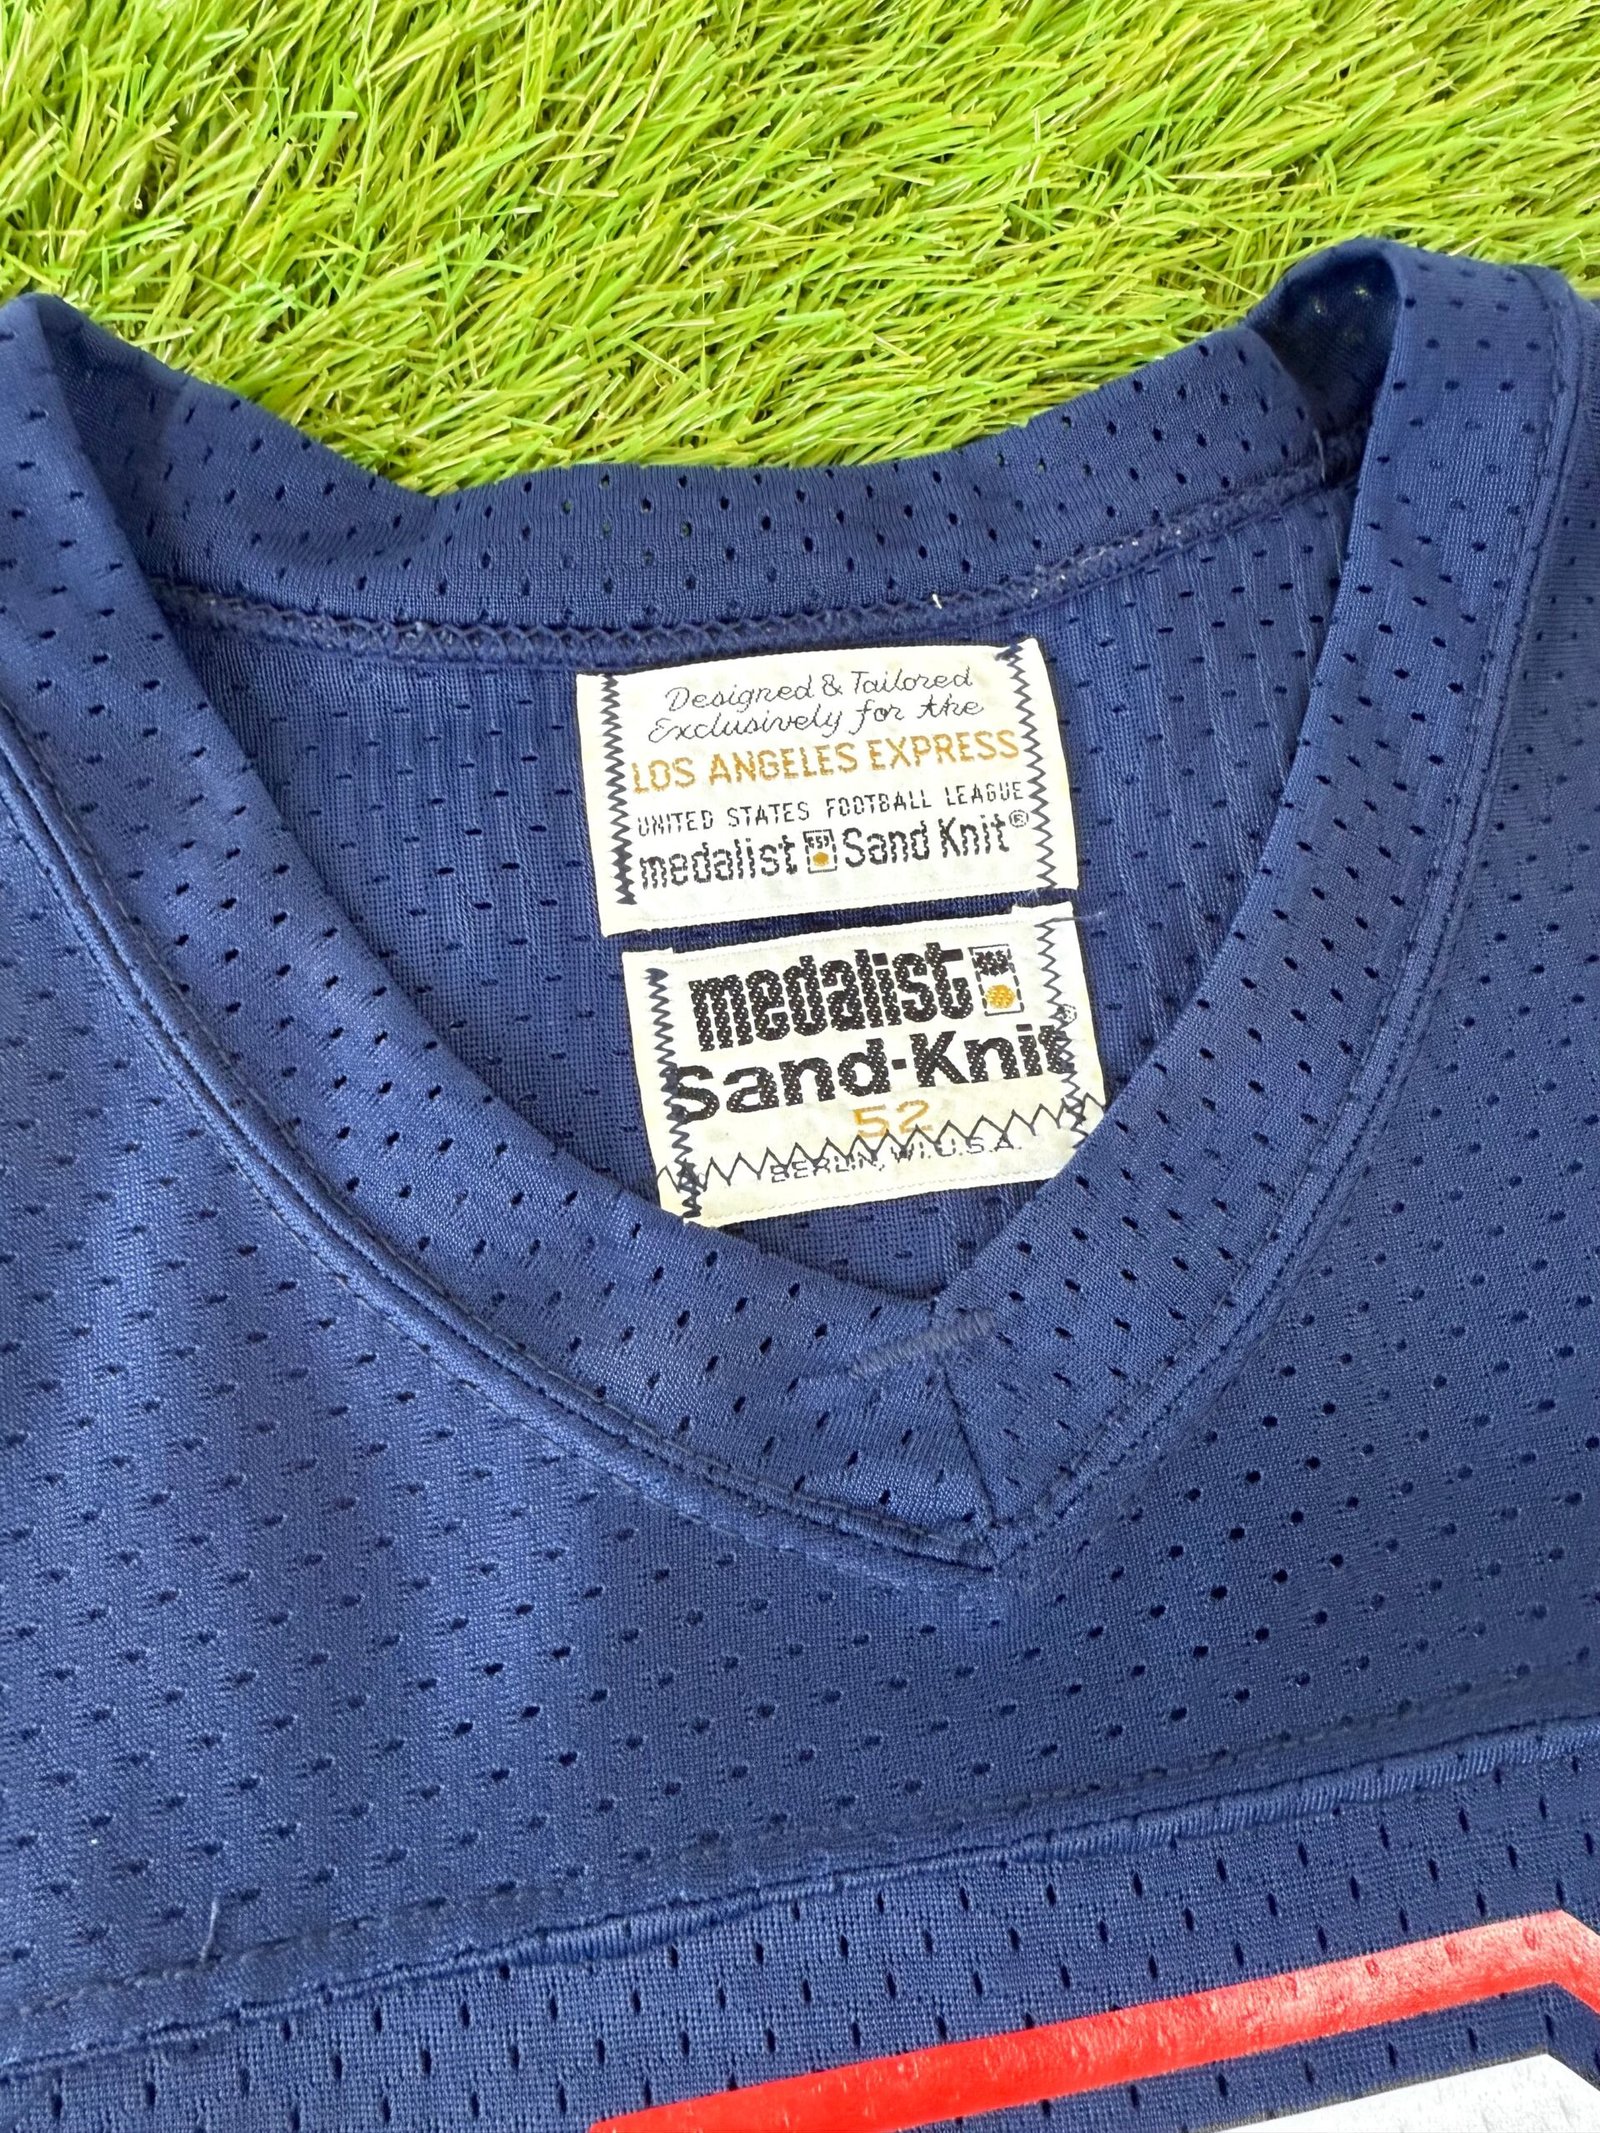 Designed & Tailored
Exclusively for the
LOS ANGELES EXPRESS
UNITED STATES FOOTBALL LEAGUE
medalist Sand Knit®
medalist
Sand-Knit®
52
BERLIN, WI. U.S.A.